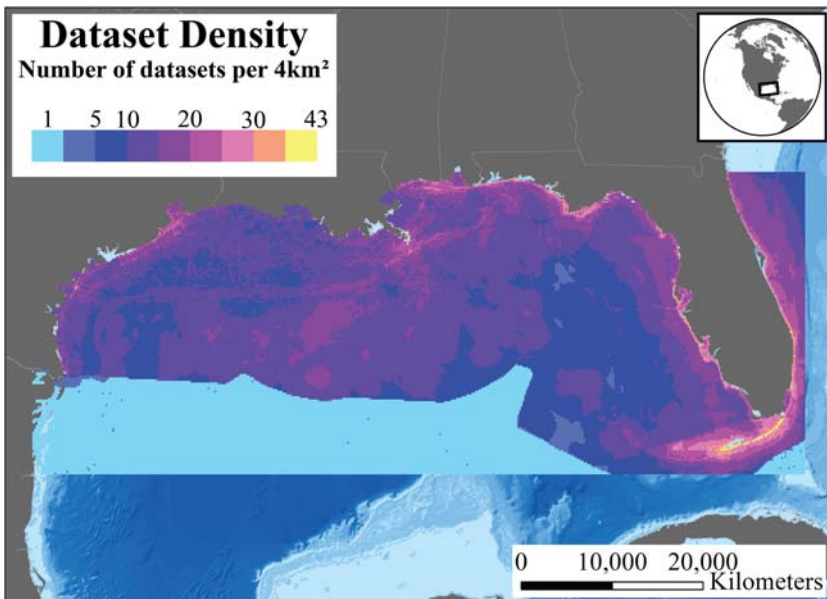 Dataset Density
Number of datasets per 4km²
1 5 10 20 30 43
0 10,000 20,000
Kilometers